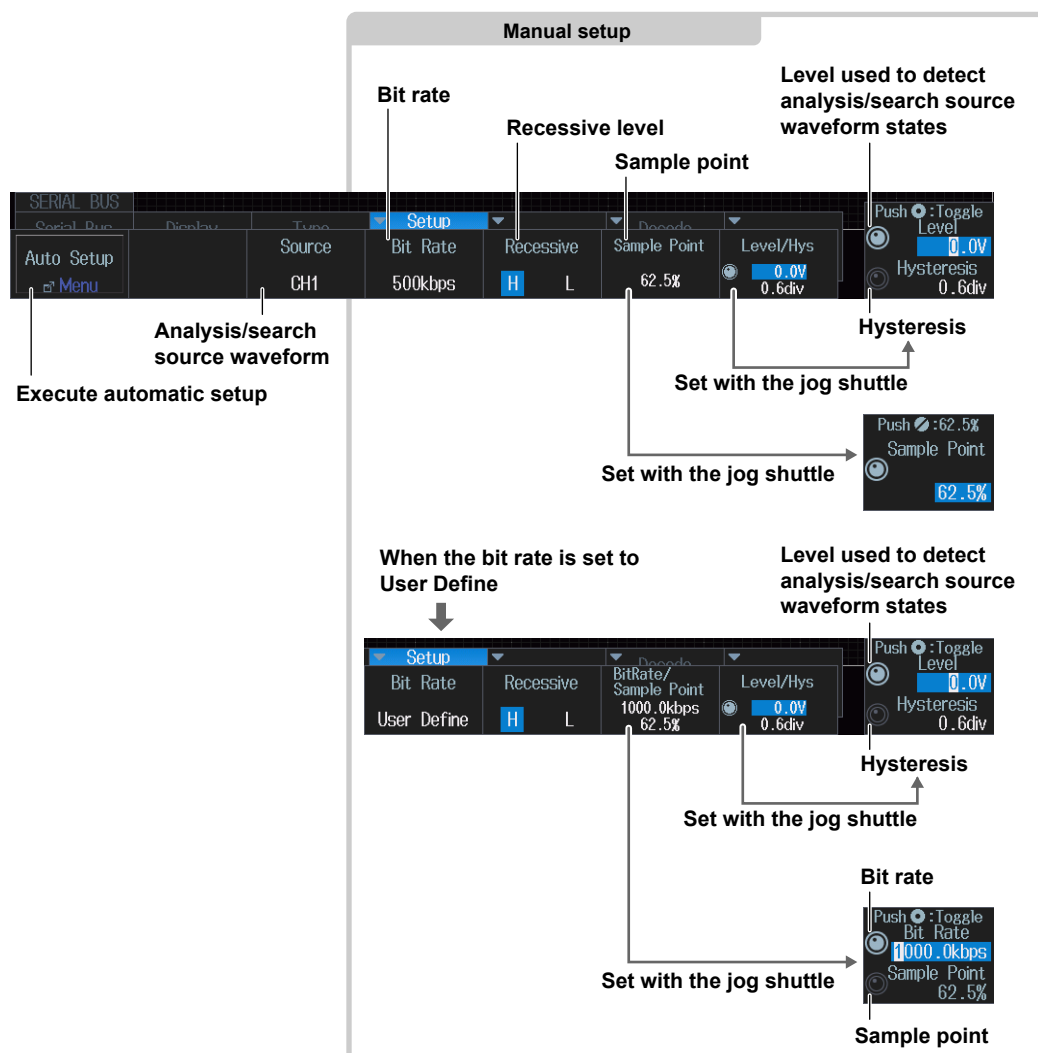 Manual setup
Level used to detect
analysis/search source
waveform states
Bit rate
Recessive level
Sample point
SERIAL BUS
Serial Bus Display Type Setup Decode
Auto Setup
Menu
Source
CH1
Bit Rate
500kbps
Recessive
H L
Sample Point
62.5%
Level/Hys
0.0V
0.6div
Push :Toggle
Level
0.0V
Hysteresis
0.6div
Analysis/search
source waveform
Hysteresis
Execute automatic setup
Set with the jog shuttle
Push :62.5%
Sample Point
62.5%
Set with the jog shuttle
When the bit rate is set to
User Define
Level used to detect
analysis/search source
waveform states
Setup Decode
Bit Rate
User Define
Recessive
H L
BitRate/
Sample Point
1000.0kbps
62.5%
Level/Hys
0.0V
0.6div
Push :Toggle
Level
0.0V
Hysteresis
0.6div
Hysteresis
Set with the jog shuttle
Bit rate
Push :Toggle
Bit Rate
1000.0kbps
Sample Point
62.5%
Set with the jog shuttle
Sample point